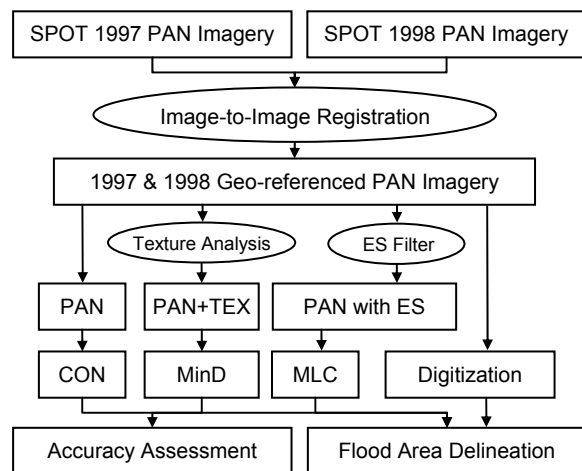 SPOT 1997 PAN Imagery
SPOT 1998 PAN Imagery
Image-to-Image Registration
1997 & 1998 Geo-referenced PAN Imagery
Texture Analysis
ES Filter
PAN
PAN+TEX
PAN with ES
CON
MinD
MLC
Digitization
Accuracy Assessment
Flood Area Delineation